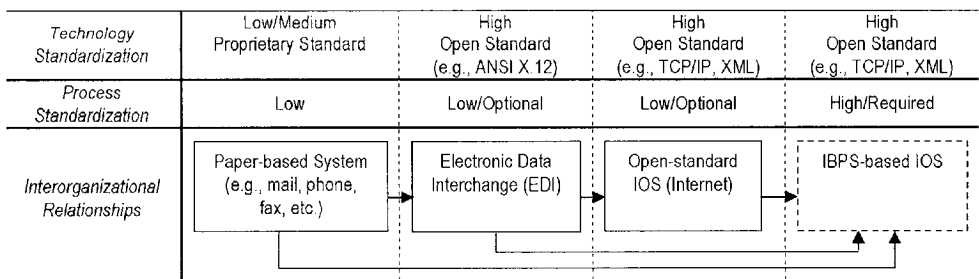 Technology
Standardization
Low/Medium
Proprietary Standard
High
Open Standard
(e.g., ANSI X.12)
High
Open Standard
(e.g., TCP/IP, XML)
High
Open Standard
(e.g., TCP/IP, XML)
Process
Standardization
Low
Low/Optional
Low/Optional
High/Required
Interorganizational
Relationships
Paper-based System
(e.g., mail, phone,
fax, etc.)
Electronic Data
Interchange (EDI)
Open-standard
IOS (Internet)
IBPS-based IOS